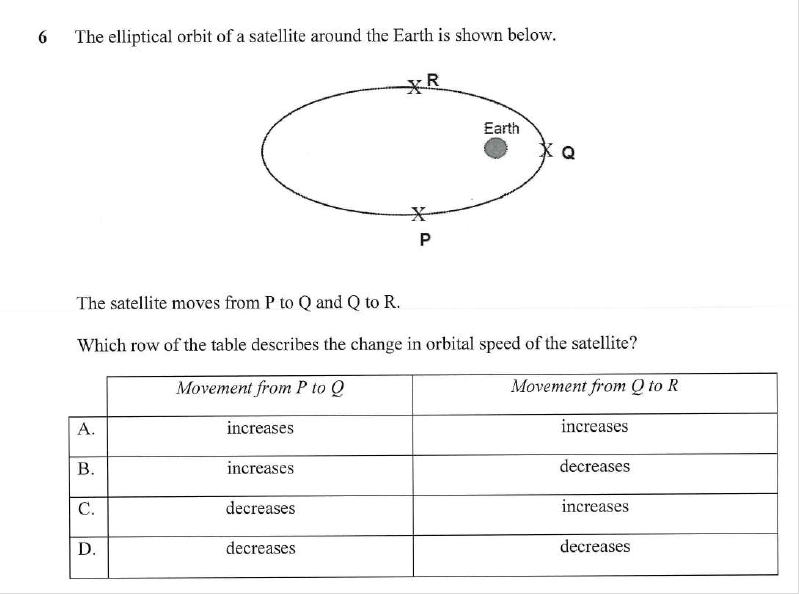 6 The elliptical orbit of a satellite around the Earth is shown below.
X R
Earth
X Q
X
P
The satellite moves from P to Q and Q to R.
Which row of the table describes the change in orbital speed of the satellite?
Movement from P to Q Movement from Q to R
A. increases increases
B. increases decreases
C. decreases increases
D. decreases decreases